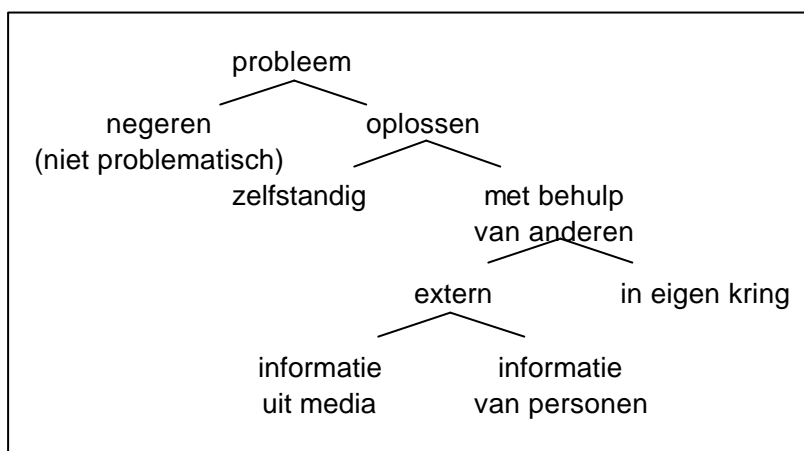 probleem
negeren
(niet problematisch)
oplossen
zelfstandig
met behulp
van anderen
extern
in eigen kring
informatie
uit media
informatie
van personen